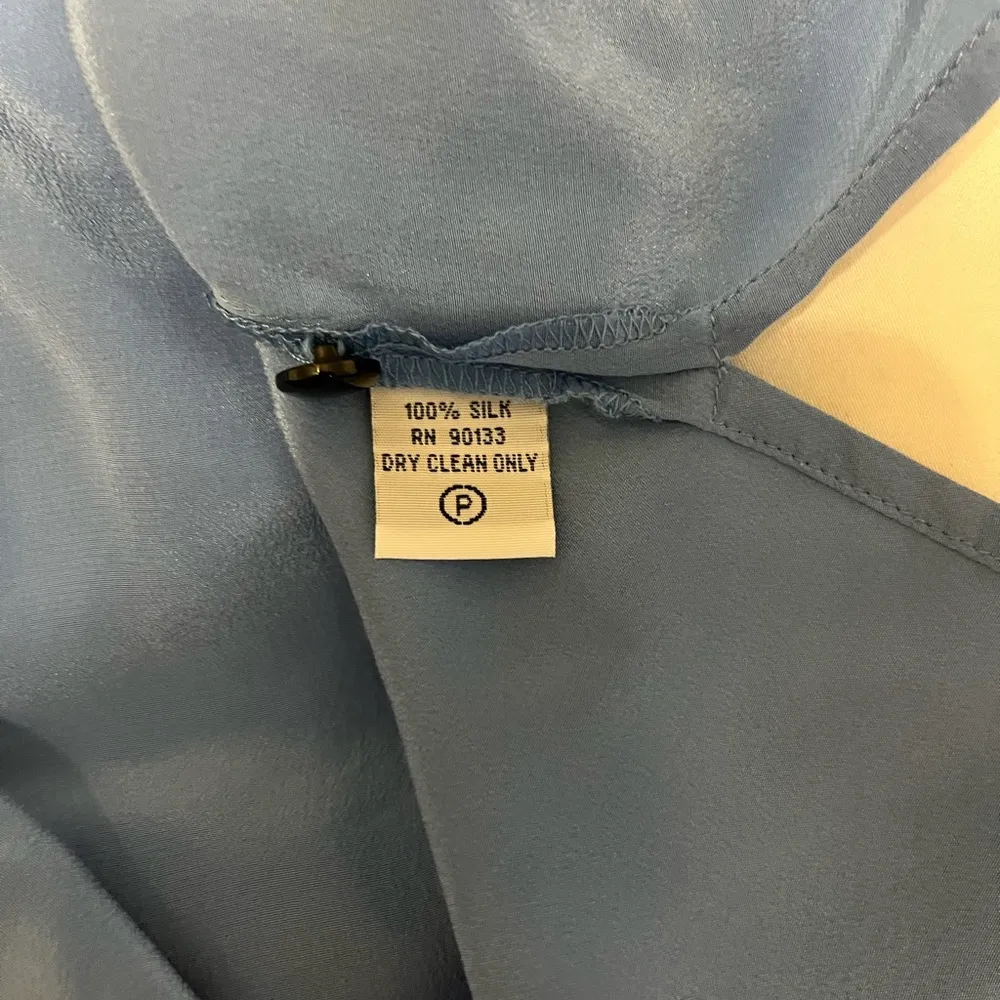 100% SILK
RN 90133
DRY CLEAN ONLY
P